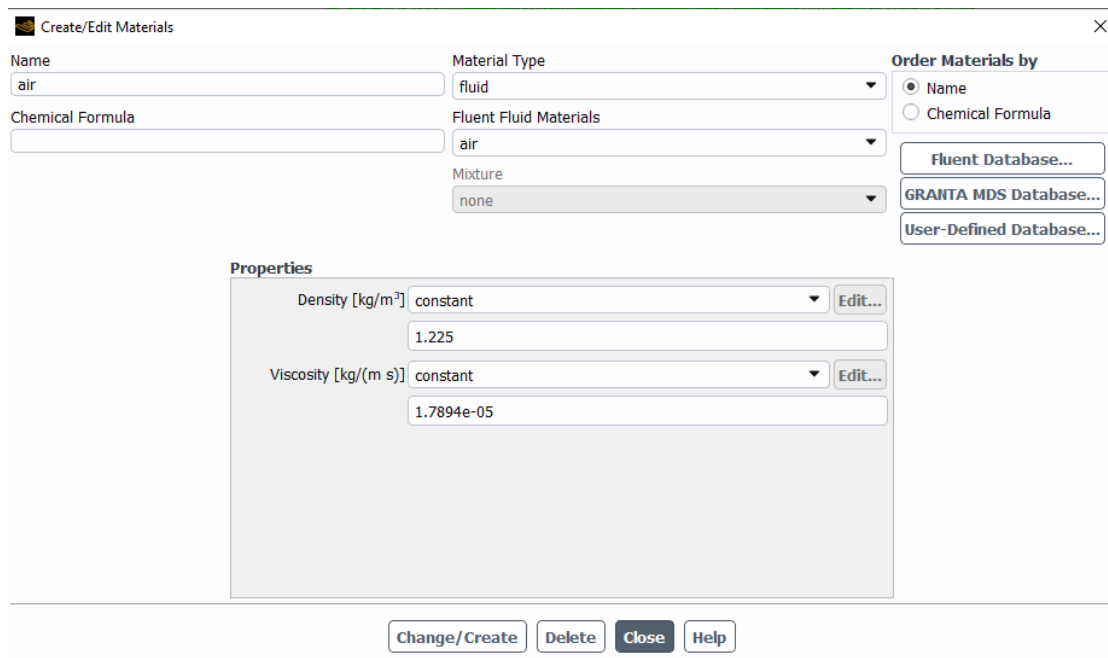 Create/Edit Materials
Name
air
Chemical Formula
Material Type
fluid
Fluent Fluid Materials
air
Mixture
none
Order Materials by
Name
Chemical Formula
Fluent Database...
GRANTA MDS Database...
User-Defined Database...
Properties
Density [kg/m³] constant Edit...
1.225
Viscosity [kg/(m s)] constant Edit...
1.7894e-05
Change/Create Delete Close Help